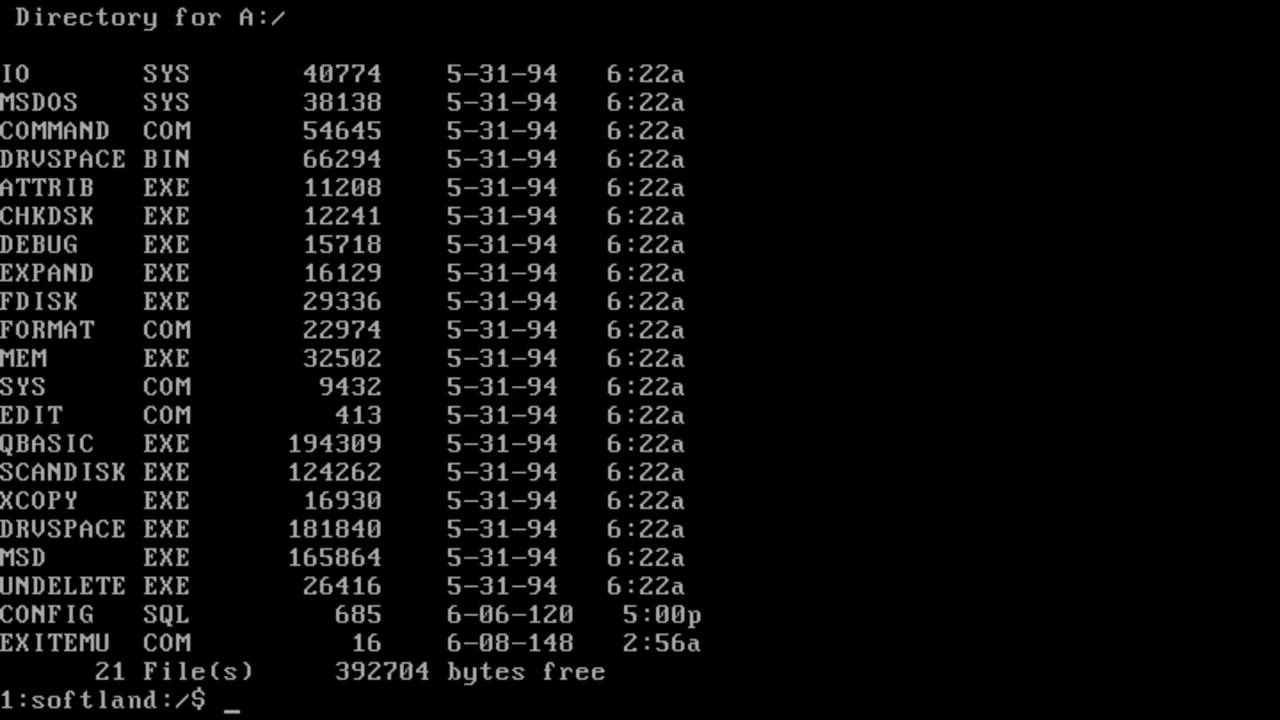 Directory for A:/
IO       SYS       40774    5-31-94   6:22a
MSDOS    SYS       38138    5-31-94   6:22a
COMMAND  COM       54645    5-31-94   6:22a
DRVSPACE BIN       66294    5-31-94   6:22a
ATTRIB   EXE       11208    5-31-94   6:22a
CHKDSK   EXE       12241    5-31-94   6:22a
DEBUG    EXE       15718    5-31-94   6:22a
EXPAND   EXE       16129    5-31-94   6:22a
FDISK    EXE       29336    5-31-94   6:22a
FORMAT   COM       22974    5-31-94   6:22a
MEM      EXE       32502    5-31-94   6:22a
SYS      COM        9432    5-31-94   6:22a
EDIT     COM         413    5-31-94   6:22a
QBASIC   EXE      194309    5-31-94   6:22a
SCANDISK EXE      124262    5-31-94   6:22a
XCOPY    EXE       16930    5-31-94   6:22a
DRVSPACE EXE      181840    5-31-94   6:22a
MSD      EXE      165864    5-31-94   6:22a
UNDELETE EXE       26416    5-31-94   6:22a
CONFIG   SQL         685    6-06-120   5:00p
EXITEMU  COM          16    6-08-148   2:56a
      21 File(s)     392704 bytes free
1:softland:/$ _